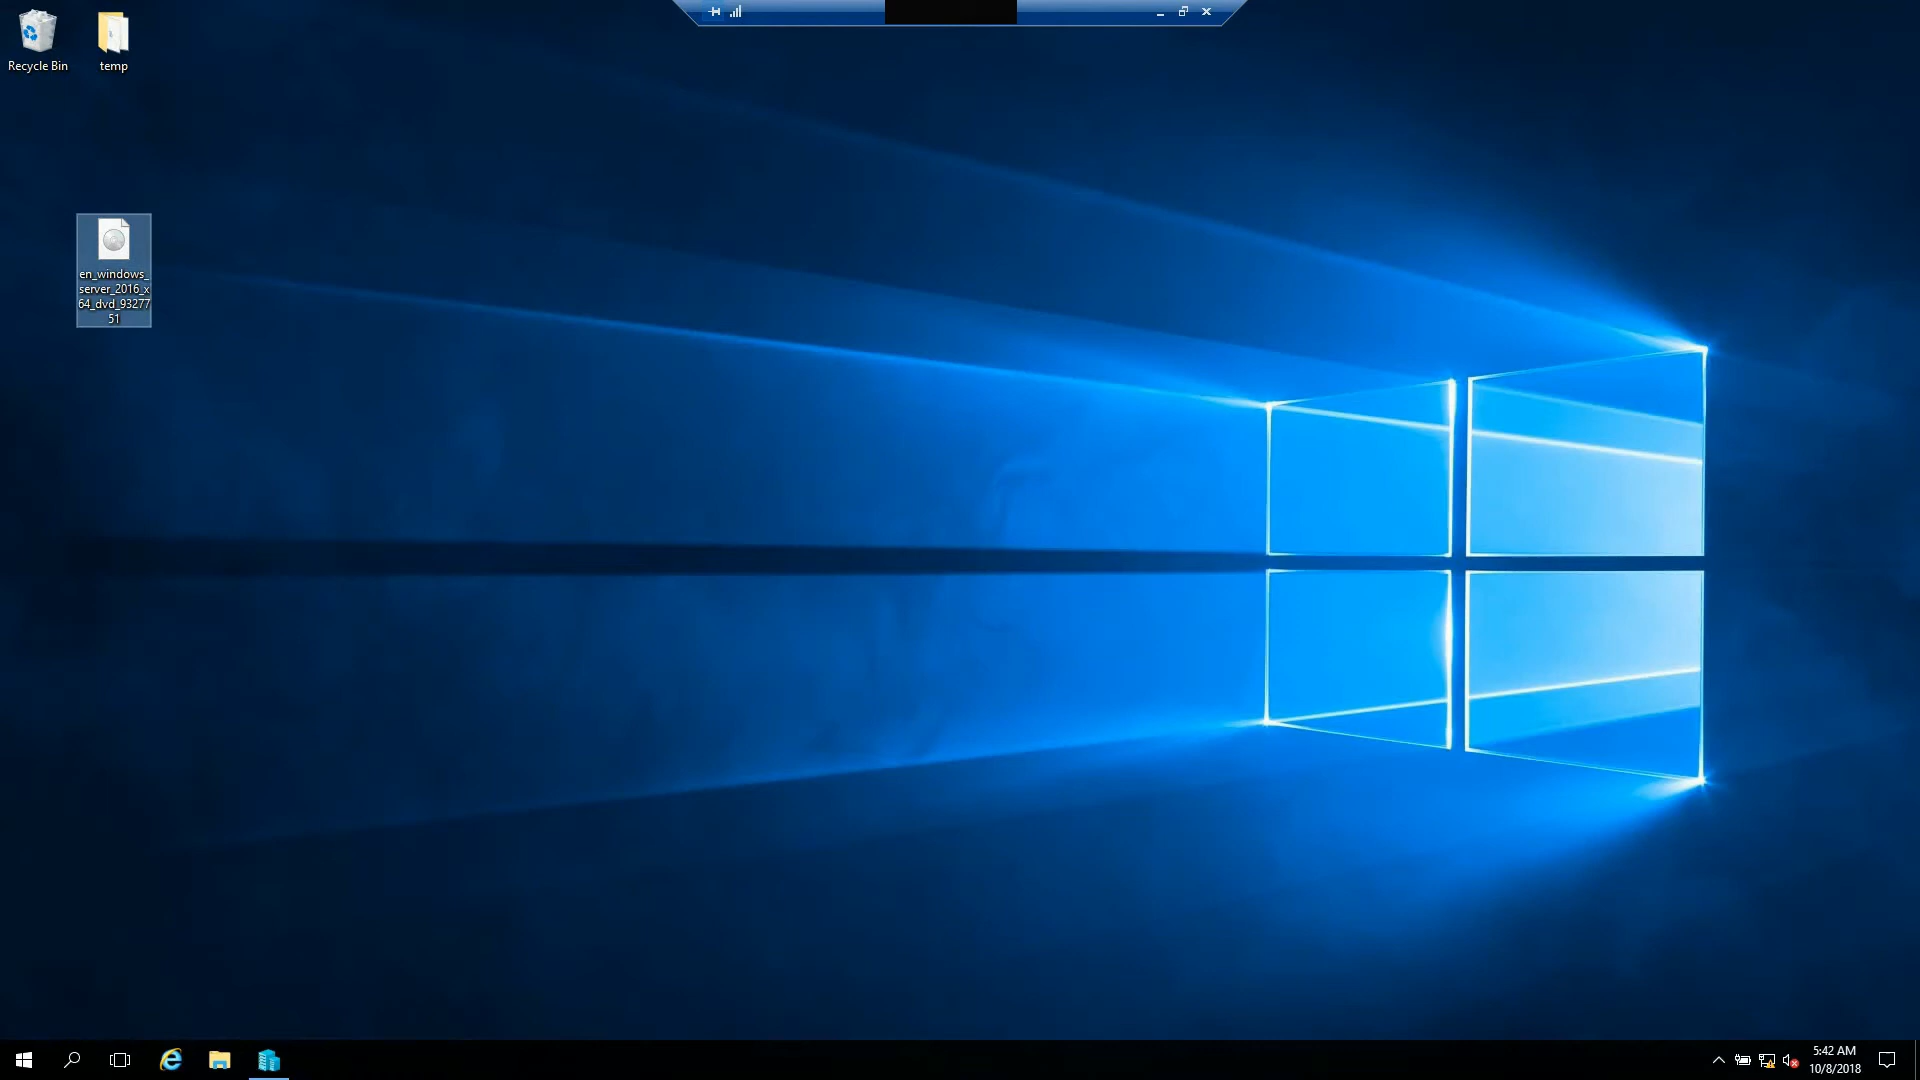 Recycle Bin
temp
en_windows_
server_2016_x
64_dvd_93277
51
5:42 AM
10/8/2018